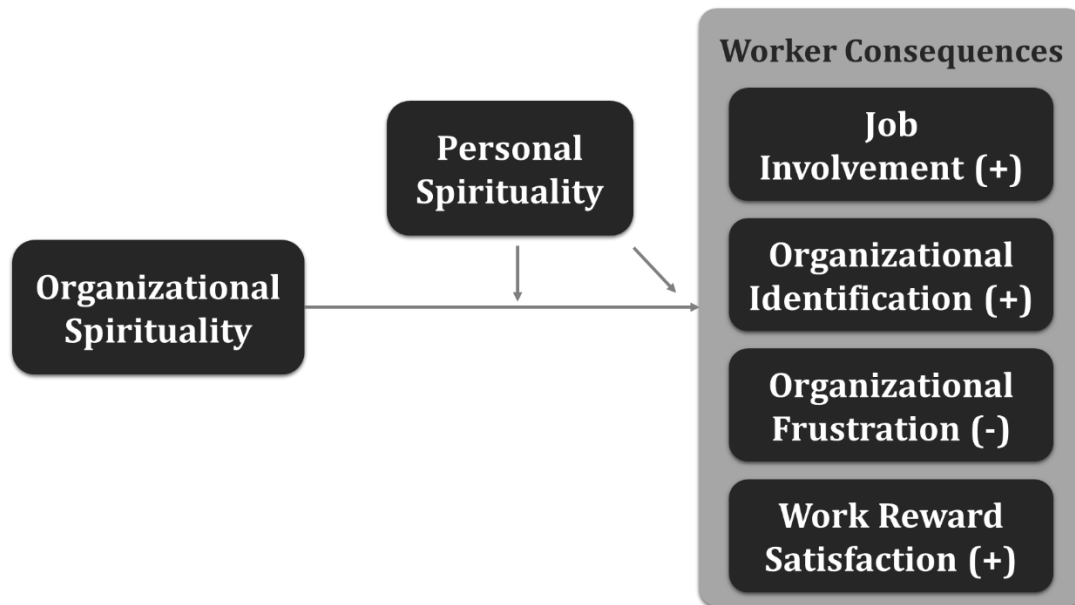 Worker Consequences
Job
Involvement (+)
Personal
Spirituality
Organizational
Identification (+)
Organizational
Spirituality
Organizational
Frustration (-)
Work Reward
Satisfaction (+)